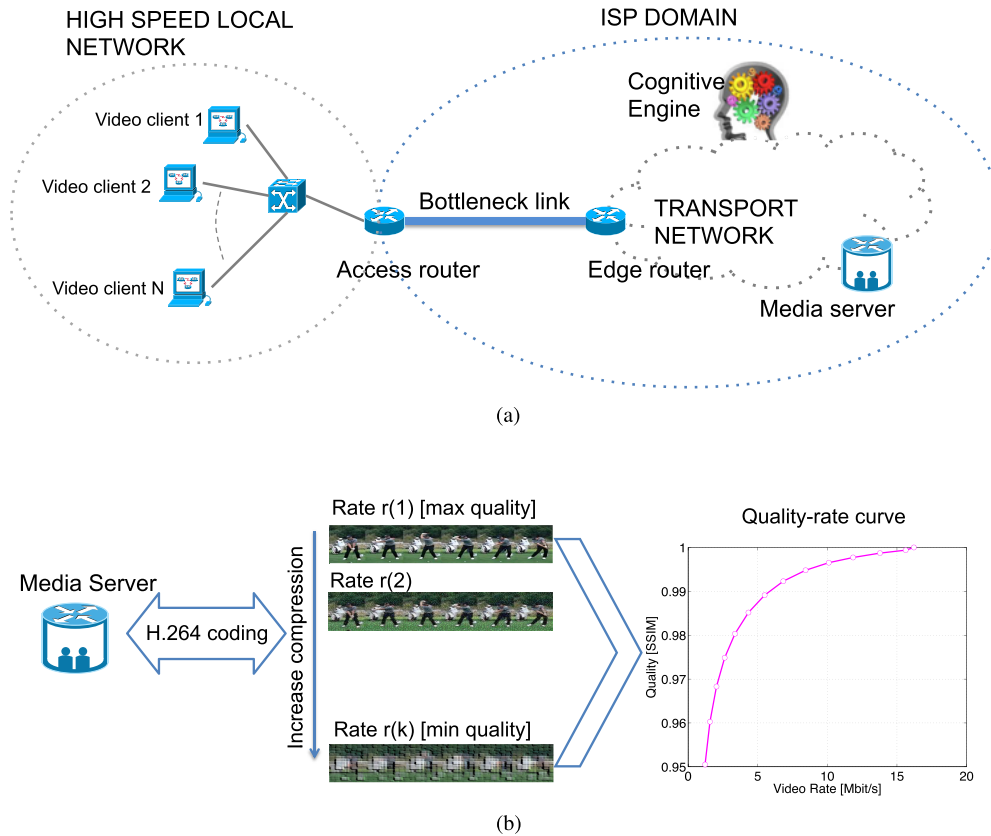 HIGH SPEED LOCAL
NETWORK
ISP DOMAIN
Cognitive
Engine
Video client 1
Video client 2
Video client N
Bottleneck link
TRANSPORT
NETWORK
Access router
Edge router
Media server
(a)
Rate r(1) [max quality]
Rate r(2)
Rate r(k) [min quality]
Increase compression
Media Server
H.264 coding
Quality-rate curve
1
0.99
0.98
0.97
0.96
0.95
Quality [SSIM]
0
5
10
15
20
Video Rate [Mbit/s]
(b)